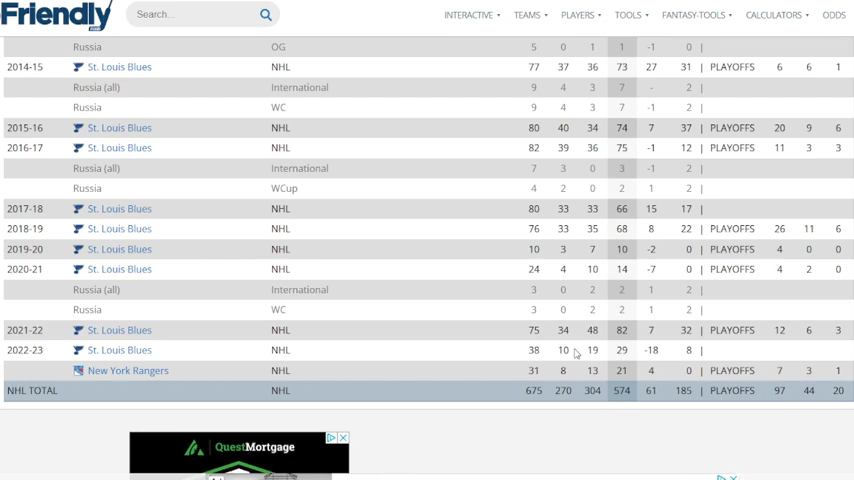 Friendly Search... INTERACTIVE TEAMS PLAYERS TOOLS FANTASY-TOOLS CALCULATORS ODDS
Russia OG 5 0 1 1 -1 0 |
2014-15 St. Louis Blues NHL 77 37 36 73 27 31 | PLAYOFFS 6 6 1
Russia (all) International 9 4 3 7 - 2 |
Russia WC 9 4 3 7 -1 2 |
2015-16 St. Louis Blues NHL 80 40 34 74 7 37 | PLAYOFFS 20 9 6
2016-17 St. Louis Blues NHL 82 39 36 75 -1 12 | PLAYOFFS 11 3 3
Russia (all) International 7 3 0 3 -1 2 |
Russia WCup 4 2 0 2 1 2 |
2017-18 St. Louis Blues NHL 80 33 33 66 15 17 |
2018-19 St. Louis Blues NHL 76 33 35 68 8 22 | PLAYOFFS 26 11 6
2019-20 St. Louis Blues NHL 10 3 7 10 -2 0 | PLAYOFFS 4 0 0
2020-21 St. Louis Blues NHL 24 4 10 14 -7 0 | PLAYOFFS 4 2 0
Russia (all) International 3 0 2 2 1 2 |
Russia WC 3 0 2 2 1 2 |
2021-22 St. Louis Blues NHL 75 34 48 82 7 32 | PLAYOFFS 12 6 3
2022-23 St. Louis Blues NHL 38 10 19 29 -18 8 |
New York Rangers NHL 31 8 13 21 4 0 | PLAYOFFS 7 3 1
NHL TOTAL NHL 675 270 304 574 61 185 | PLAYOFFS 97 44 20
QuestMortgage